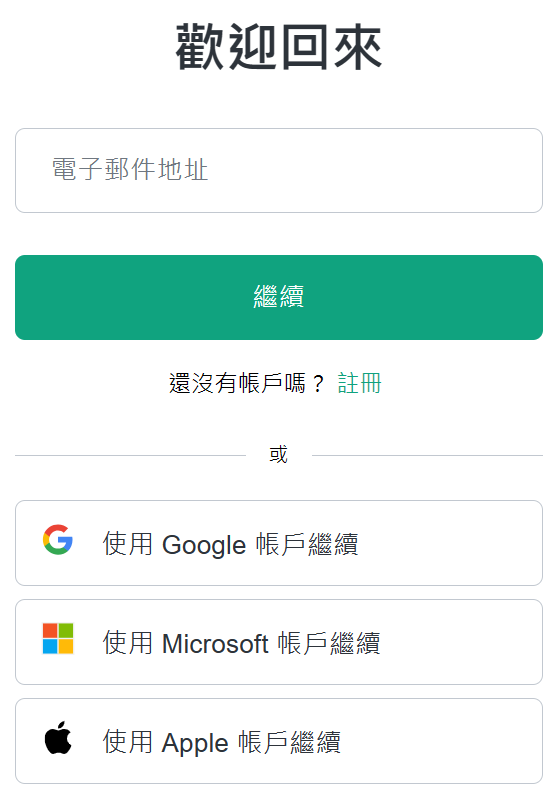 歡迎回來
電子郵件地址
繼續
還沒有帳戶嗎？ 註冊
或
使用 Google 帳戶繼續
使用 Microsoft 帳戶繼續
使用 Apple 帳戶繼續